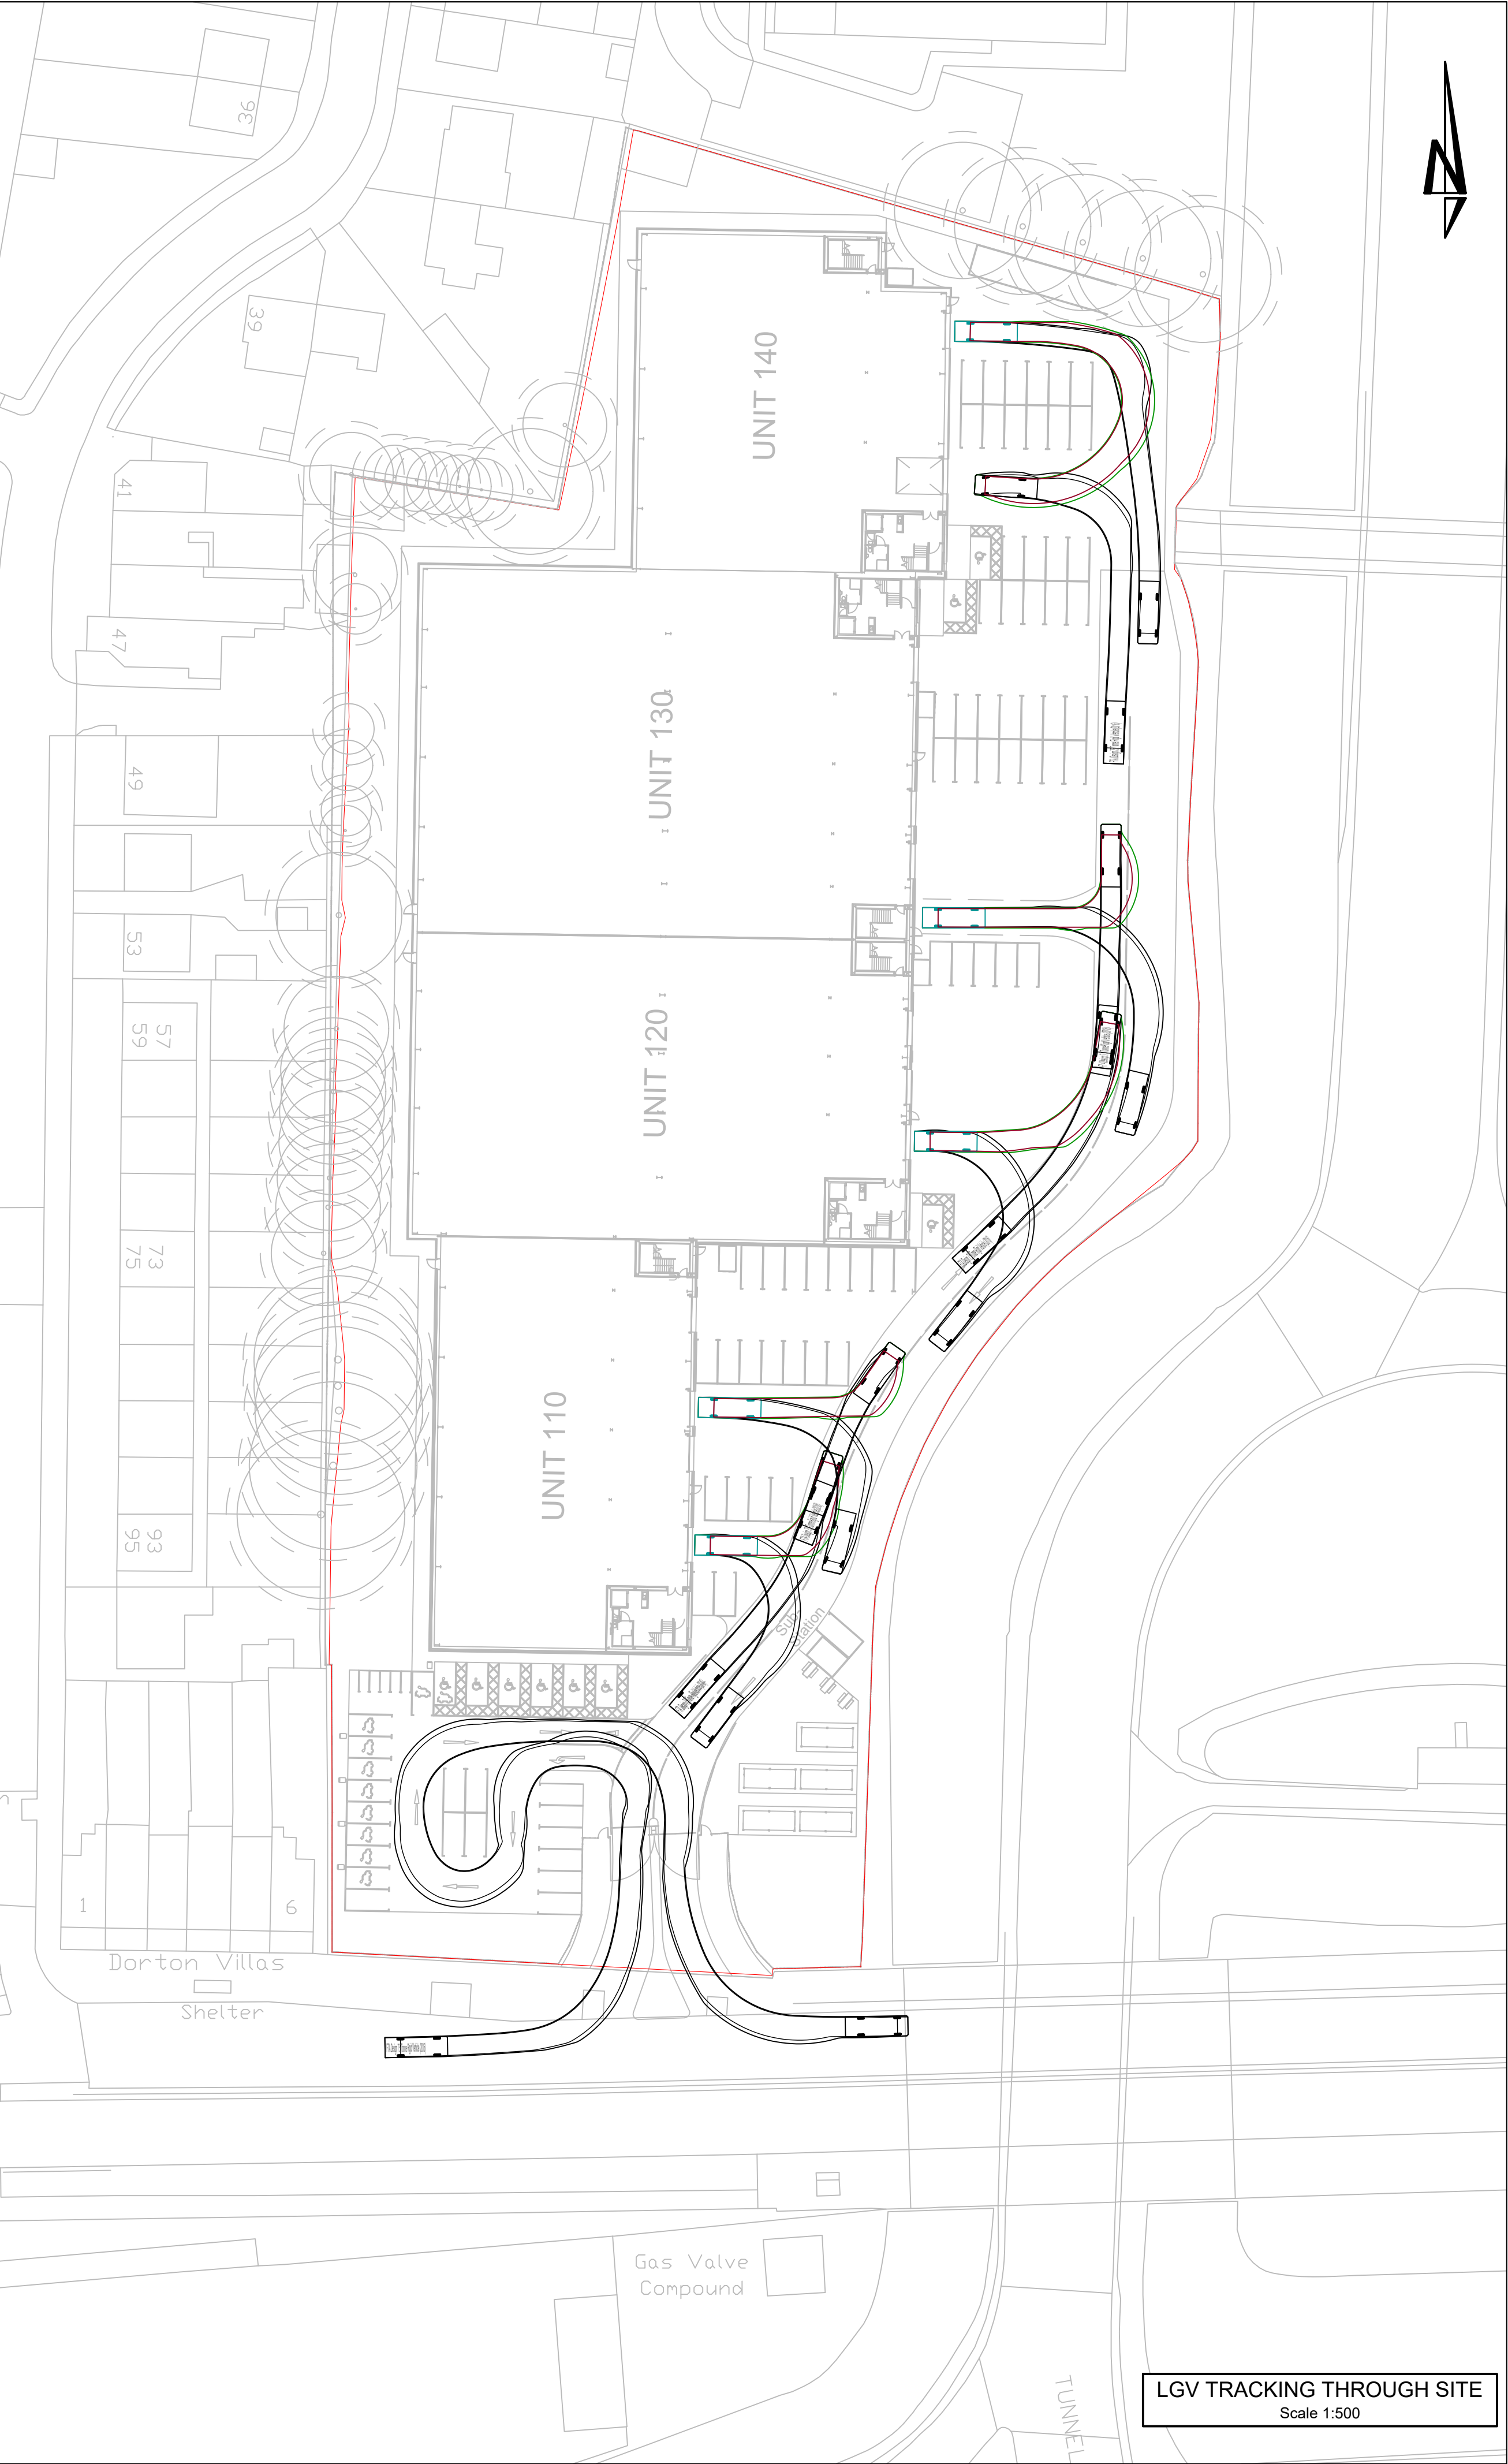 36
N
UNIT 140
39
41
47
UNIT 130
49
53
57
59
UNIT 120
73
75
UNIT 110
93
95
Sub
Station
1
6
Dorton Villas
Shelter
Gas Valve
Compound
TUNNEL
LGV TRACKING THROUGH SITE
Scale 1:500